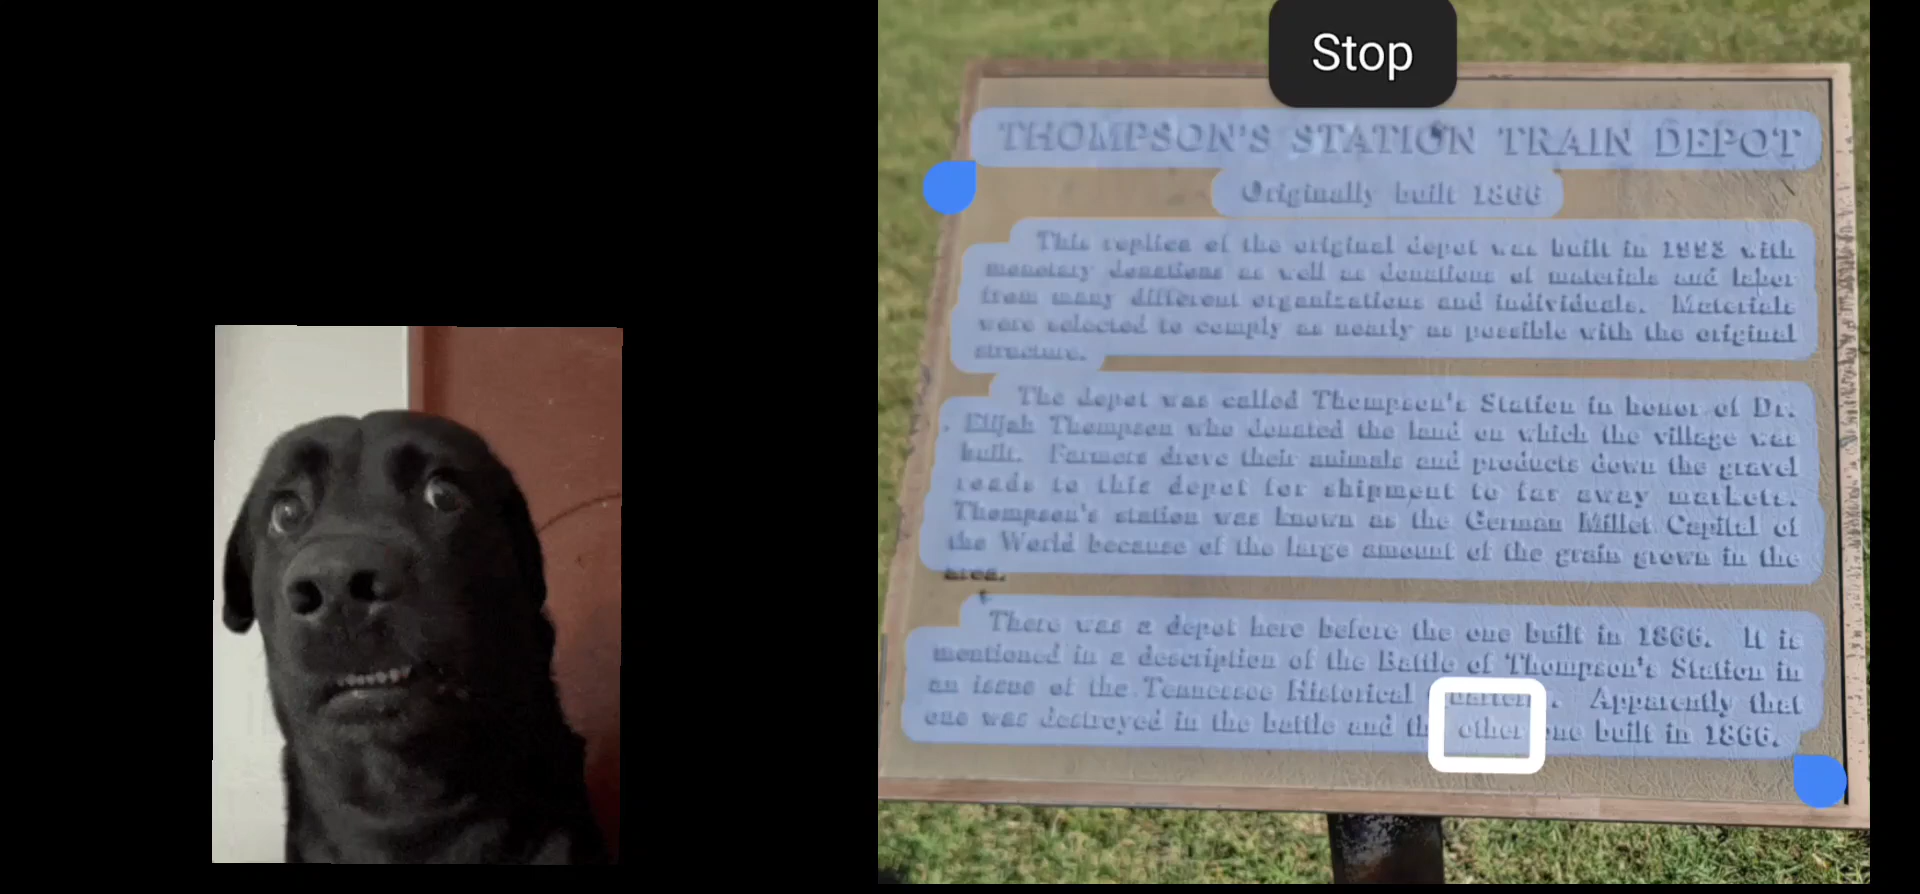 Stop
THOMPSON'S STATION TRAIN DEPOT
Originally built 1866
This replica of the original depot was built in 1993 with
monetary donations as well as donations of materials and labor
from many different organizations and individuals. Materials
were selected to comply as nearly as possible with the original
structure.
The depot was called Thompson's Station in honor of Dr.
Elijah Thompson who donated the land on which the village was
built. Farmers drove their animals and products down the gravel
roads to this depot for shipment to far away markets.
Thompson's station was known as the German Millet Capital of
the World because of the large amount of the grain grown in the
area.
There was a depot here before the one built in 1866. It is
mentioned in a description of the Battle of Thompson's Station in
an issue of the Tennessee Historical . Apparently that
one was destroyed in the battle and the other one built in 1866.